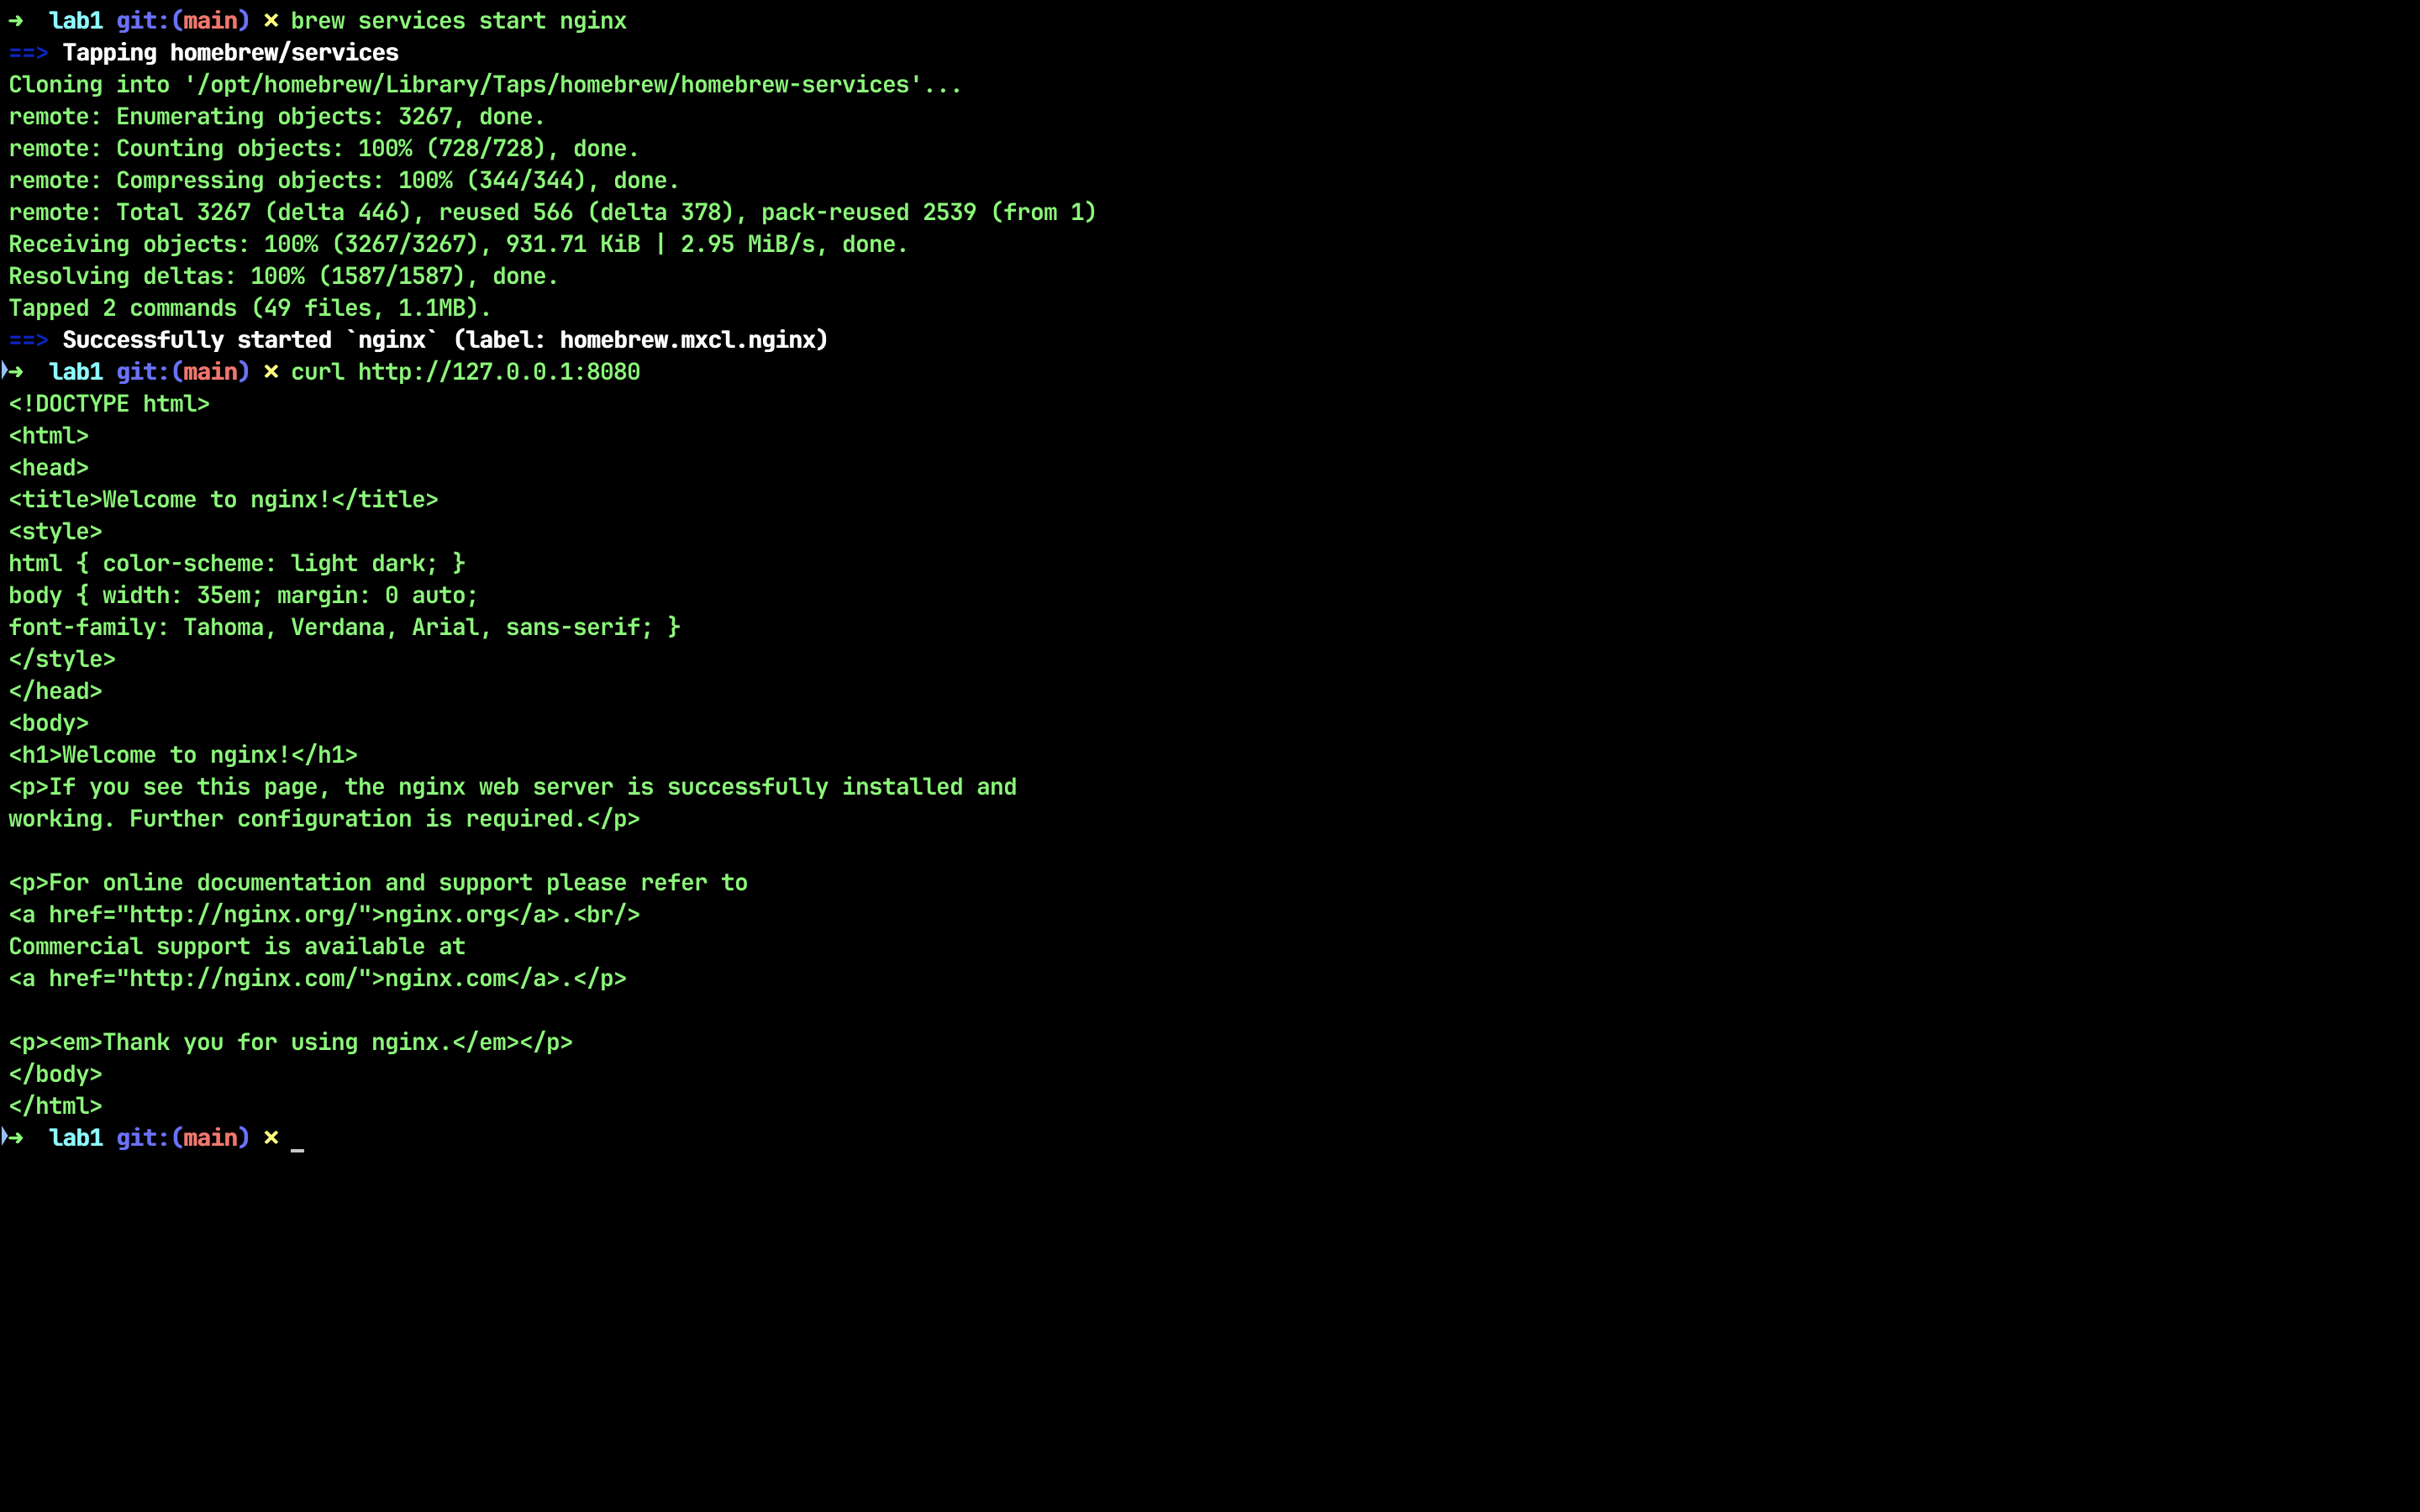 ➜  lab1 git:(main) ✗ brew services start nginx
==> Tapping homebrew/services
Cloning into '/opt/homebrew/Library/Taps/homebrew/homebrew-services'...
remote: Enumerating objects: 3267, done.
remote: Counting objects: 100% (728/728), done.
remote: Compressing objects: 100% (344/344), done.
remote: Total 3267 (delta 446), reused 566 (delta 378), pack-reused 2539 (from 1)
Receiving objects: 100% (3267/3267), 931.71 KiB | 2.95 MiB/s, done.
Resolving deltas: 100% (1587/1587), done.
Tapped 2 commands (49 files, 1.1MB).
==> Successfully started `nginx` (label: homebrew.mxcl.nginx)
➜  lab1 git:(main) ✗ curl http://127.0.0.1:8080
<!DOCTYPE html>
<html>
<head>
<title>Welcome to nginx!</title>
<style>
html { color-scheme: light dark; }
body { width: 35em; margin: 0 auto;
font-family: Tahoma, Verdana, Arial, sans-serif; }
</style>
</head>
<body>
<h1>Welcome to nginx!</h1>
<p>If you see this page, the nginx web server is successfully installed and
working. Further configuration is required.</p>

<p>For online documentation and support please refer to
<a href="http://nginx.org/">nginx.org</a>.<br/>
Commercial support is available at
<a href="http://nginx.com/">nginx.com</a>.</p>

<p><em>Thank you for using nginx.</em></p>
</body>
</html>
➜  lab1 git:(main) ✗ _